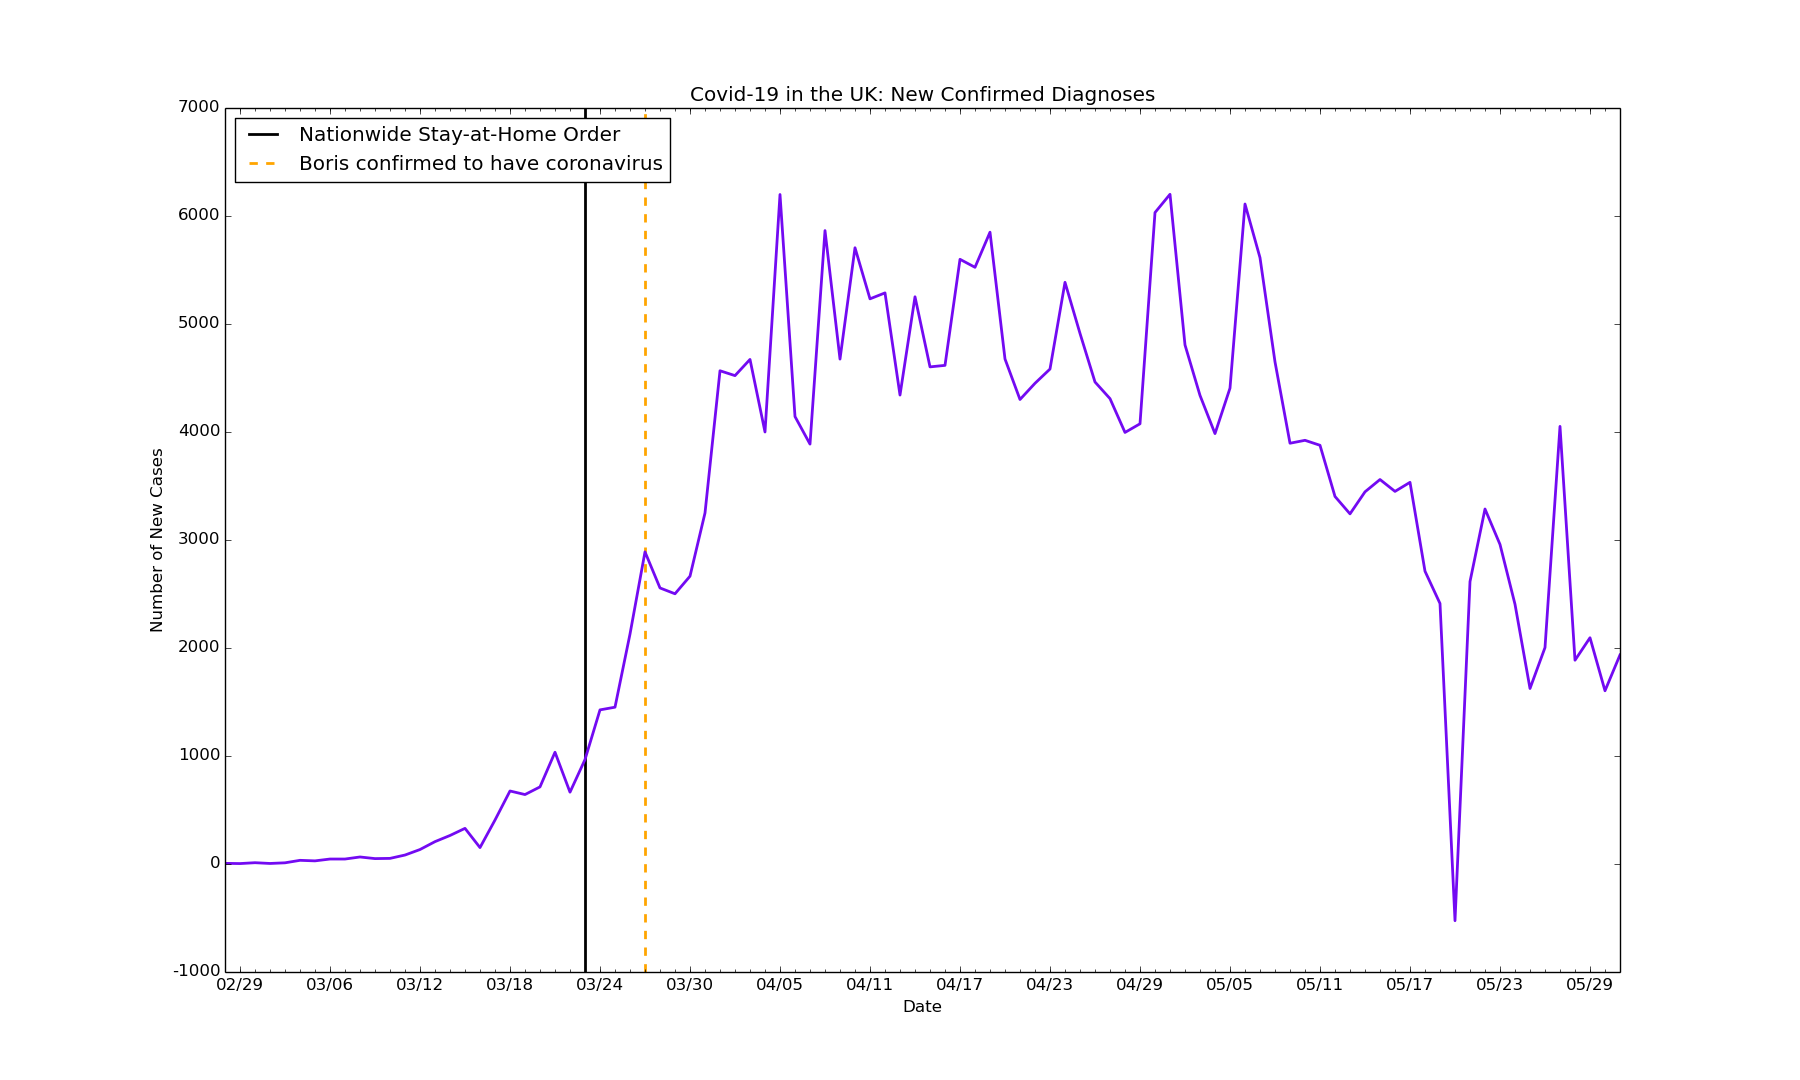 Covid-19 in the UK: New Confirmed Diagnoses
7000
Nationwide Stay-at-Home Order
Boris confirmed to have coronavirus
6000
5000
4000
3000
2000
1000
0
-1000
Number of New Cases
02/29 03/06 03/12 03/18 03/24 03/30 04/05 04/11 04/17 04/23 04/29 05/05 05/11 05/17 05/23 05/29
Date